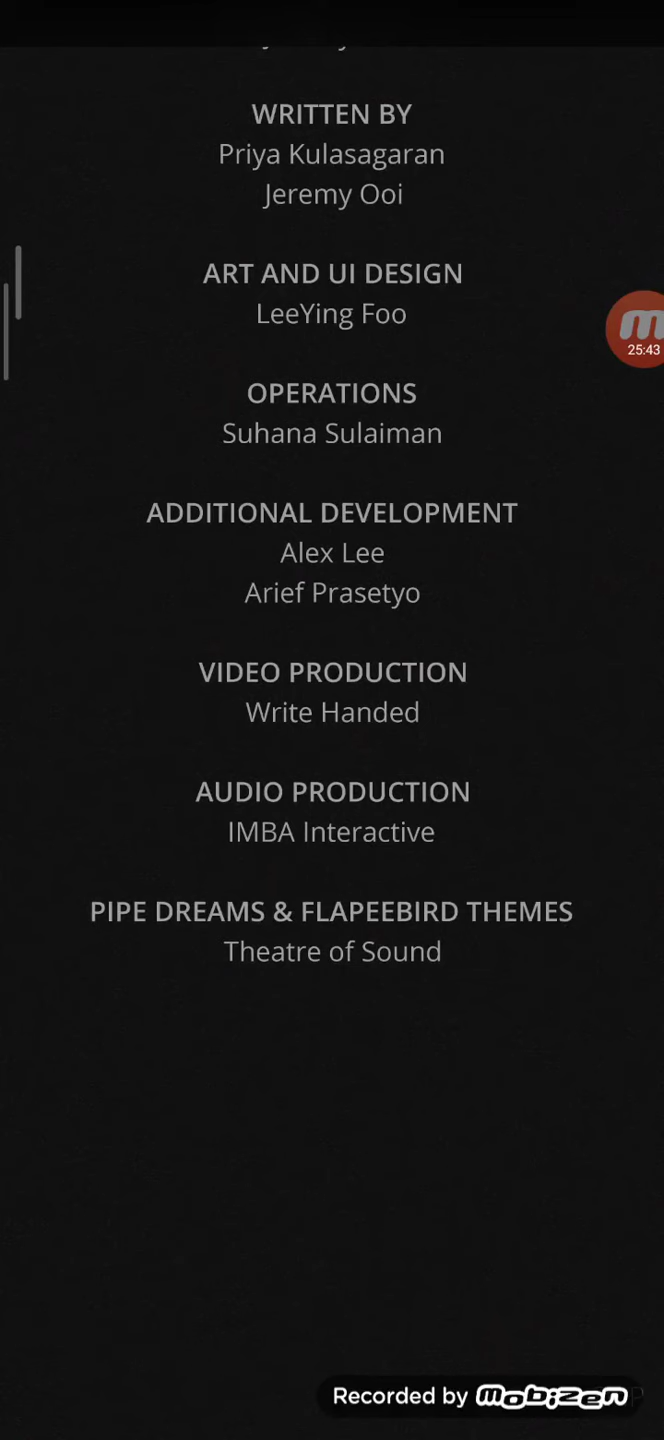 WRITTEN BY
Priya Kulasagaran
Jeremy Ooi
ART AND UI DESIGN
LeeYing Foo
25:43
OPERATIONS
Suhana Sulaiman
ADDITIONAL DEVELOPMENT
Alex Lee
Arief Prasetyo
VIDEO PRODUCTION
Write Handed
AUDIO PRODUCTION
IMBA Interactive
PIPE DREAMS & FLAPEEBIRD THEMES
Theatre of Sound
Recorded by mobizen